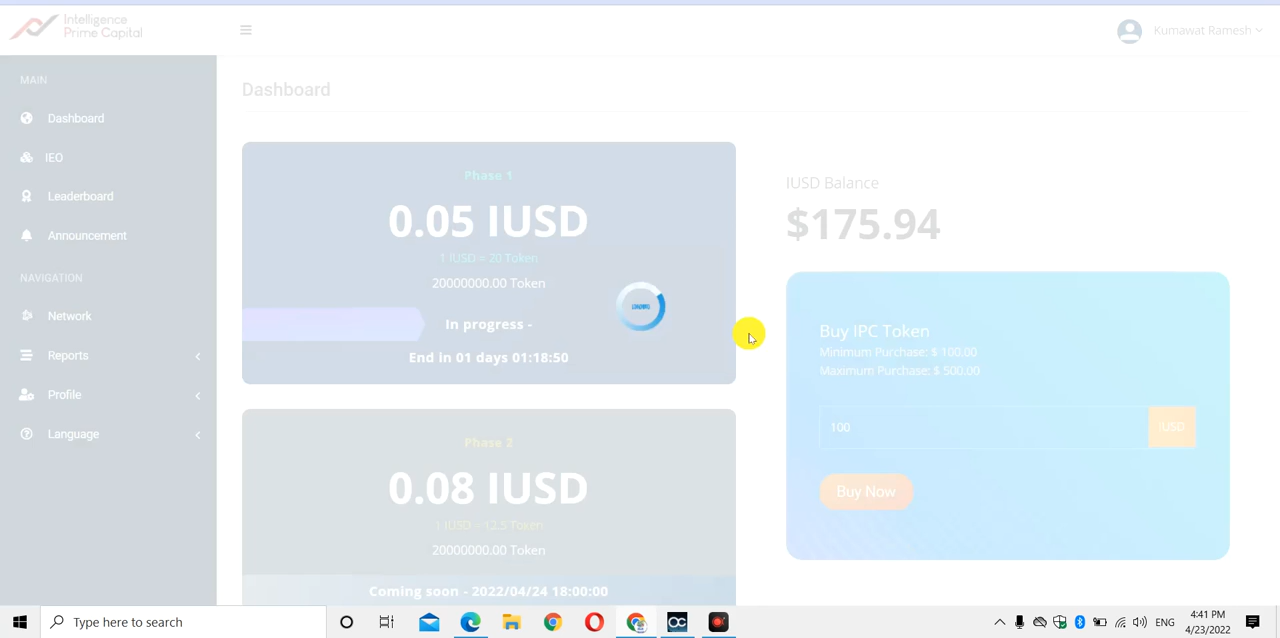 Intelligence
Prime Capital
Kumawat Ramesh
MAIN
Dashboard
IEO
Leaderboard
Announcement
NAVIGATION
Network
Reports
Profile
Language
Dashboard
Phase 1
0.05 IUSD
1 IUSD = 20 Token
20000000.00 Token
In progress -
End in 01 days 01:18:50
LOADING
Phase 2
0.08 IUSD
1 IUSD = 12.5 Token
20000000.00 Token
Coming soon - 2022/04/24 18:00:00
IUSD Balance
$175.94
Buy IPC Token
Minimum Purchase: $ 100.00
Maximum Purchase: $ 500.00
100
IUSD
Buy Now
Type here to search
OC
ENG
4:41 PM
4/23/2022